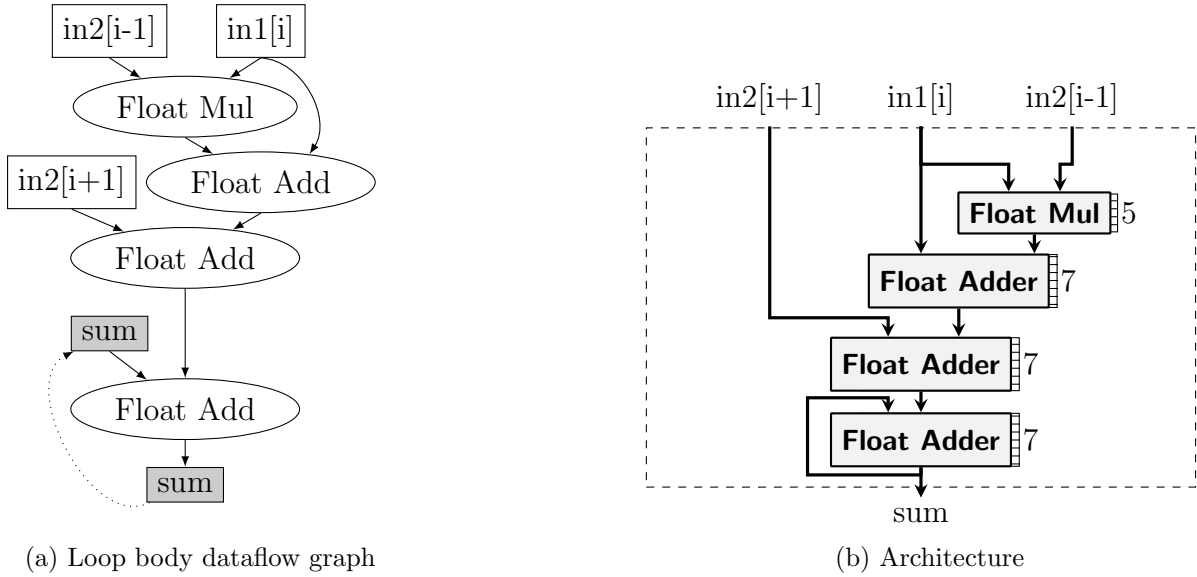 in2[i-1]
in1[i]
Float Mul
Float Add
in2[i+1]
Float Add
sum
Float Add
sum
(a) Loop body dataflow graph
in2[i+1]
in1[i]
in2[i-1]
Float Mul
5
Float Adder
7
Float Adder
7
Float Adder
7
sum
(b) Architecture